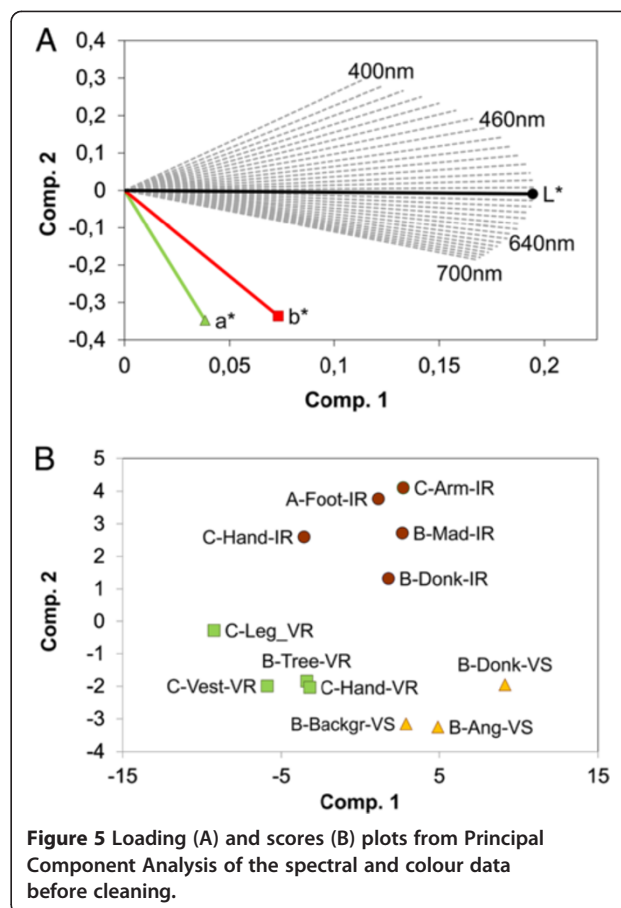 A
0,4
0,3
0,2
0,1
0
-0,1
-0,2
-0,3
-0,4
Comp. 2
400nm
460nm
L*
640nm
700nm
a*
b*
0
0,05
0,1
0,15
0,2
Comp. 1
B
5
4
3
2
1
0
-1
-2
-3
-4
Comp. 2
C-Arm-IR
A-Foot-IR
C-Hand-IR
B-Mad-IR
B-Donk-IR
C-Leg_VR
B-Tree-VR
B-Donk-VS
C-Vest-VR
C-Hand-VR
B-Backgr-VS
B-Ang-VS
-15
-5
5
15
Comp. 1
Figure 5 Loading (A) and scores (B) plots from Principal
Component Analysis of the spectral and colour data
before cleaning.